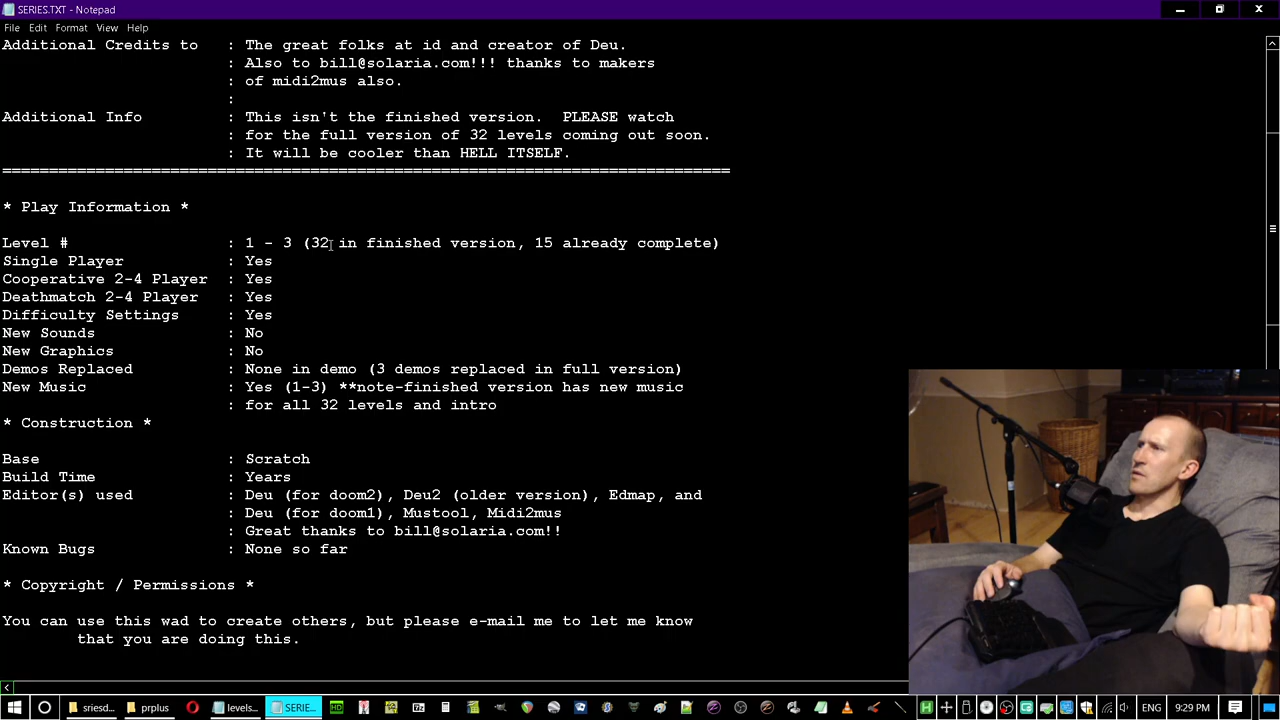 SERIES.TXT - Notepad
File Edit Format View Help
Additional Credits to : The great folks at id and creator of Deu.
: Also to bill@solaria.com!!! thanks to makers
: of midi2mus also.
:
Additional Info : This isn't the finished version. PLEASE watch
: for the full version of 32 levels coming out soon.
: It will be cooler than HELL ITSELF.
================================================================================
* Play Information *
Level # : 1 - 3 (32 in finished version, 15 already complete)
Single Player : Yes
Cooperative 2-4 Player : Yes
Deathmatch 2-4 Player : Yes
Difficulty Settings : Yes
New Sounds : No
New Graphics : No
Demos Replaced : None in demo (3 demos replaced in full version)
New Music : Yes (1-3) **note-finished version has new music
: for all 32 levels and intro
* Construction *
Base : Scratch
Build Time : Years
Editor(s) used : Deu (for doom2), Deu2 (older version), Edmap, and
: Deu (for doom1), Mustool, Midi2mus
: Great thanks to bill@solaria.com!!
Known Bugs : None so far
* Copyright / Permissions *
You can use this wad to create others, but please e-mail me to let me know
that you are doing this.
sriesd... prplus levels... SERIE... ENG 9:29 PM